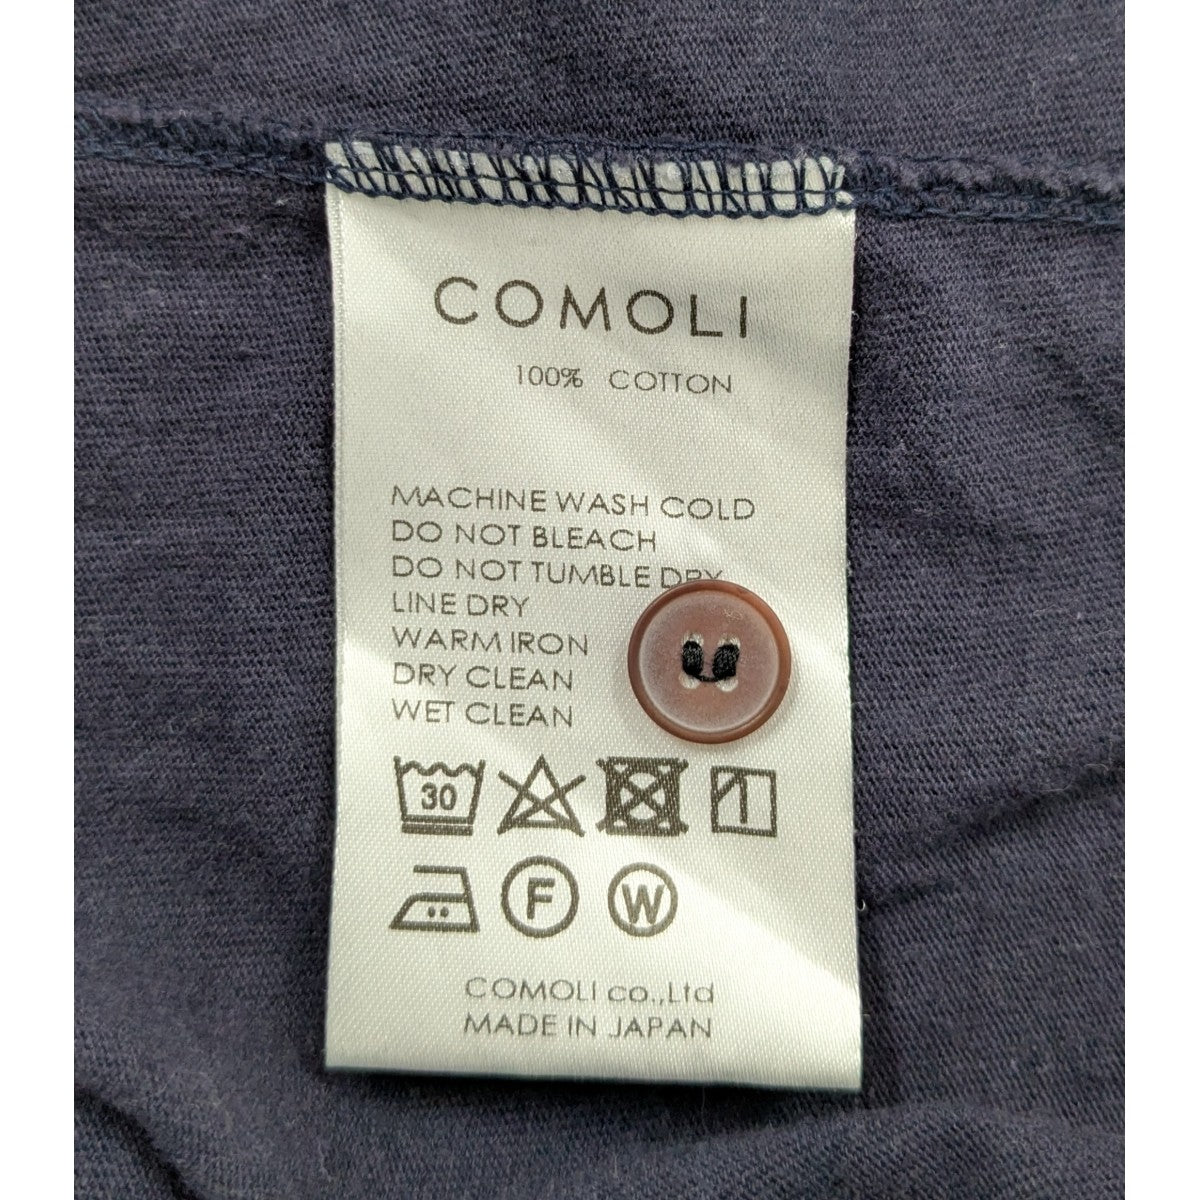 COMOLI
100% COTTON
MACHINE WASH COLD
DO NOT BLEACH
DO NOT TUMBLE DRY
LINE DRY
WARM IRON
DRY CLEAN
WET CLEAN
30
F W
COMOLI co.,Ltd
MADE IN JAPAN